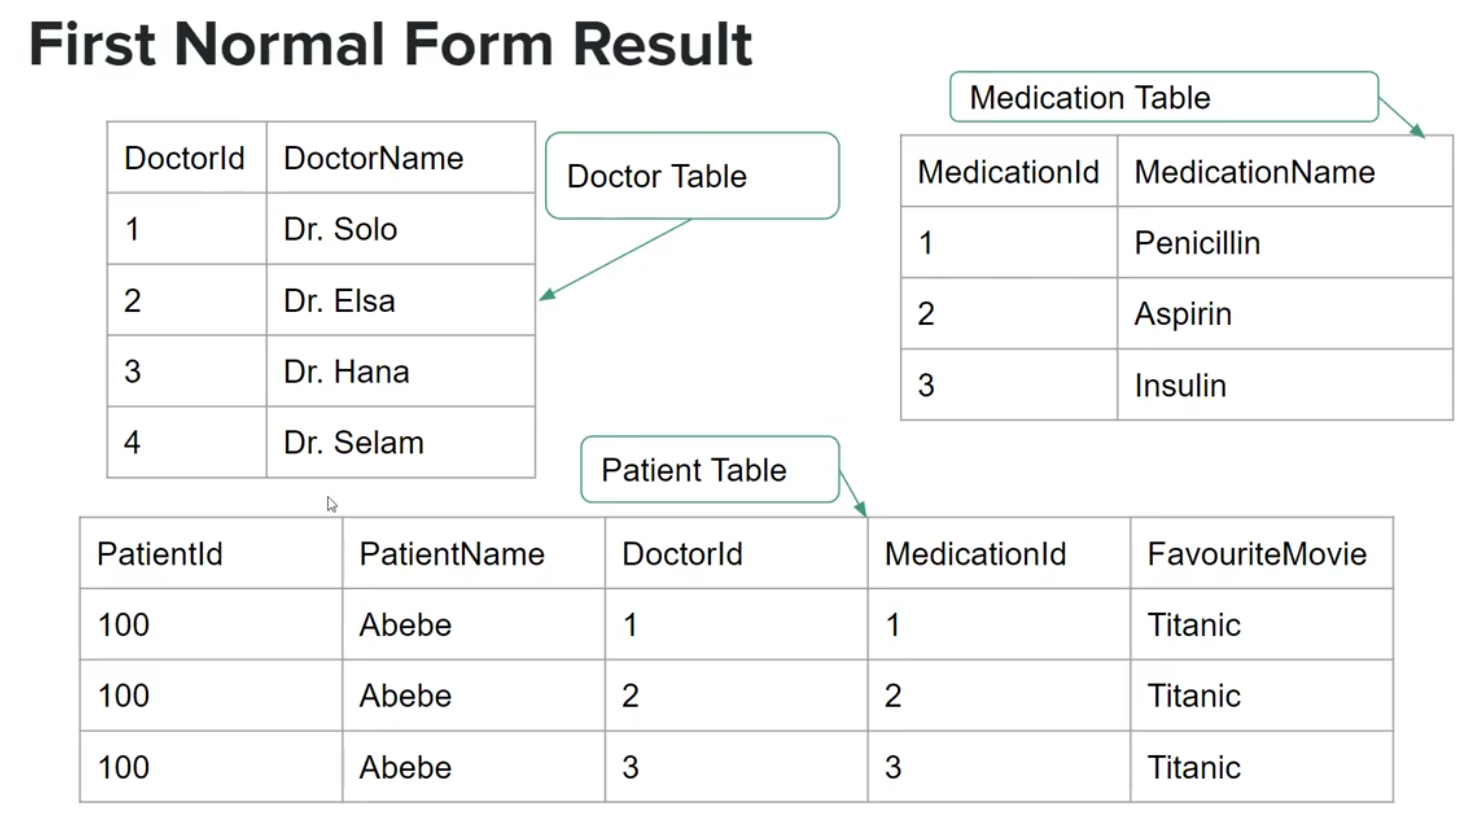 First Normal Form Result
Medication Table
DoctorId DoctorName
Doctor Table
MedicationId MedicationName
1 Dr. Solo
1 Penicillin
2 Dr. Elsa
2 Aspirin
3 Dr. Hana
3 Insulin
4 Dr. Selam
Patient Table
PatientId PatientName DoctorId MedicationId FavouriteMovie
100 Abebe 1 1 Titanic
100 Abebe 2 2 Titanic
100 Abebe 3 3 Titanic